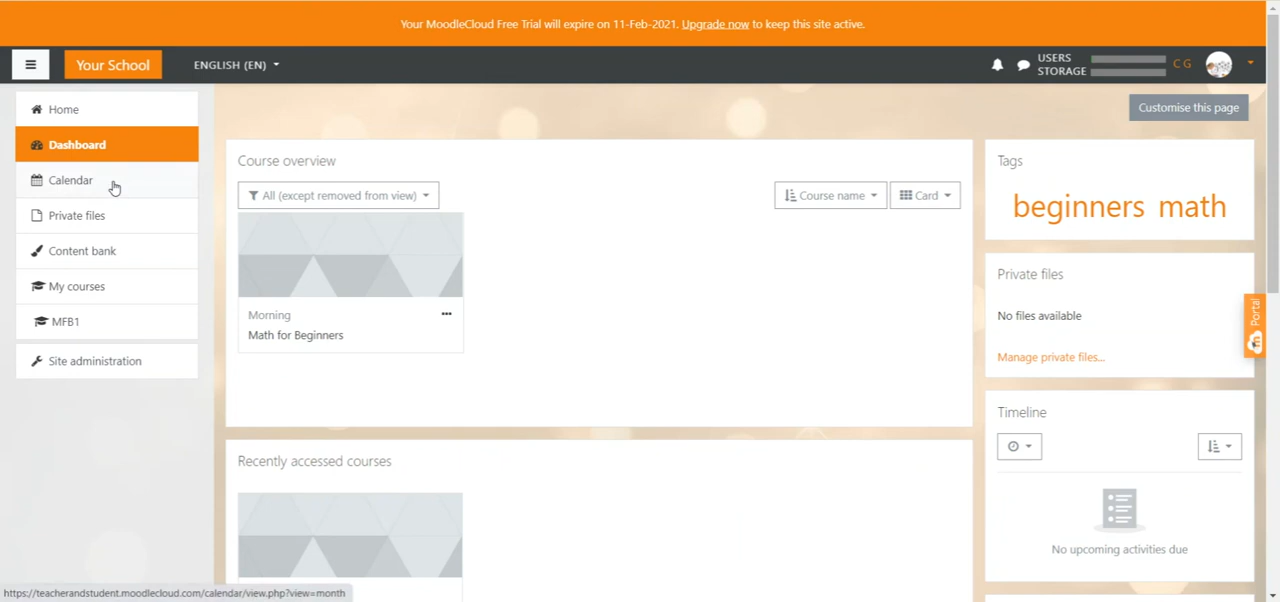 Your MoodleCloud Free Trial will expire on 11-Feb-2021. Upgrade now to keep this site active.
Your School
ENGLISH (EN)
USERS
STORAGE
C G
Home
Dashboard
Calendar
Private files
Content bank
My courses
MFB1
Site administration
Customise this page
Course overview
All (except removed from view)
Course name
Card
Morning
Math for Beginners
Recently accessed courses
Tags
beginners math
Private files
No files available
Manage private files...
Timeline
No upcoming activities due
Portal
https://teacherandstudent.moodlecloud.com/calendar/view.php?view=month